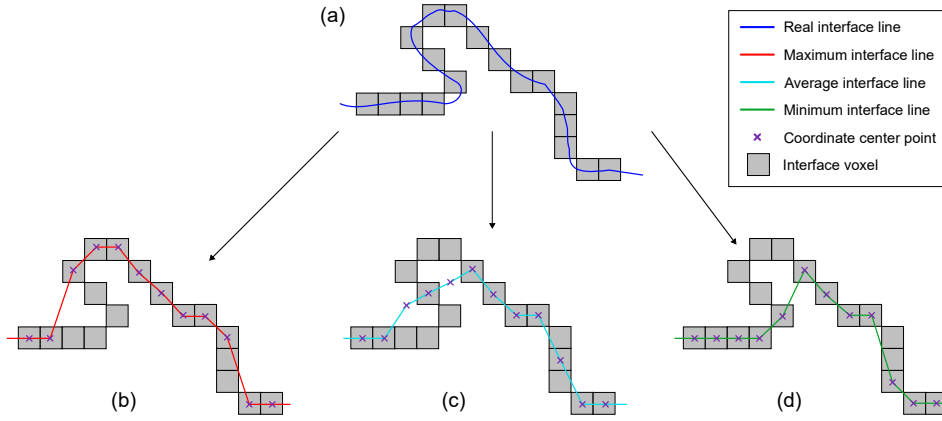 (a)
Real interface line
Maximum interface line
Average interface line
Minimum interface line
Coordinate center point
Interface voxel
(b)
(c)
(d)